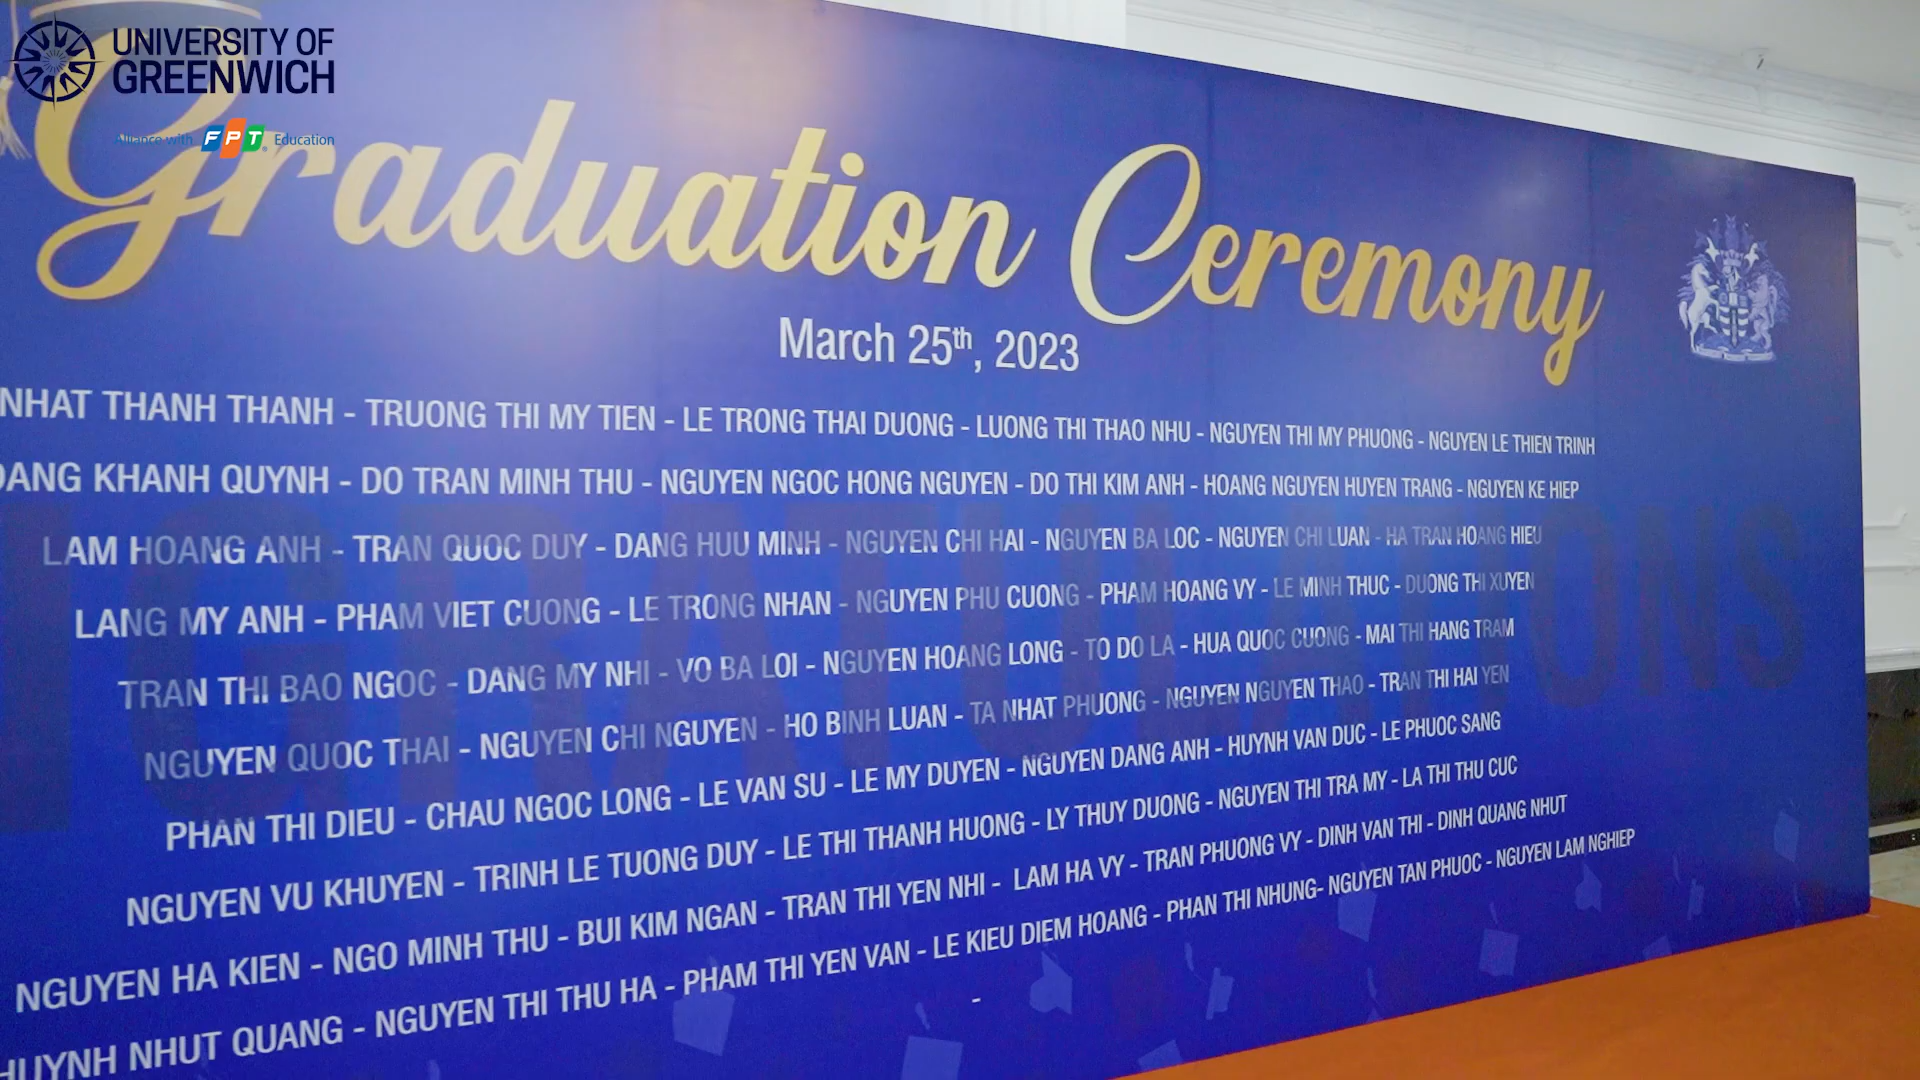 UNIVERSITY OF
GREENWICH
Alliance with FPT Education
Graduation Ceremony
March 25th, 2023
NHAT THANH THANH - TRUONG THI MY TIEN - LE TRONG THAI DUONG - LUONG THI THAO NHU - NGUYEN THI MY PHUONG - NGUYEN LE THIEN TRINH
KHANH QUYNH - DO TRAN MINH THU - NGUYEN NGOC HONG NGUYEN - DO THI KIM ANH - HOANG NGUYEN HUYEN TRANG - NGUYEN KE HIEP
LAM HOANG ANH - TRAN QUOC DUY - DANG HUU MINH - NGUYEN CHI HAI - NGUYEN BA LOC - NGUYEN CHI LUAN - HA TRAN HOANG HIEU
LANG MY ANH - PHAM VIET CUONG - LE TRONG NHAN - NGUYEN PHU CUONG - PHAM HOANG VY - LE MINH THUC - DUONG THI XUYEN
TRAN THI BAO NGOC - DANG MY NHI - VO BA LOI - NGUYEN HOANG LONG - TO DO LA - HUA QUOC CUONG - MAI THI HANG TRAM
NGUYEN QUOC THAI - NGUYEN CHI NGUYEN - HO BINH LUAN - TA NHAT PHUONG - NGUYEN NGUYEN THAO - TRAN THI HAI YEN
PHAN THI DIEU - CHAU NGOC LONG - LE VAN SU - LE MY DUYEN - NGUYEN DANG ANH - HUYNH VAN DUC - LE PHUOC SANG
NGUYEN VU KHUYEN - TRINH LE TUONG DUY - LE THI THANH HUONG - LY THUY DUONG - NGUYEN THI TRA MY - LA THI THU CUC
NGUYEN HA KIEN - NGO MINH THU - BUI KIM NGAN - TRAN THI YEN NHI - LAM HA VY - TRAN PHUONG VY - DINH VAN THI - DINH QUANG NHUT
HUYNH NHUT QUANG - NGUYEN THI THU HA - PHAM THI YEN VAN - LE KIEU DIEM HOANG - PHAN THI NHUNG- NGUYEN TAN PHUOC - NGUYEN LAM NGHIEP
-